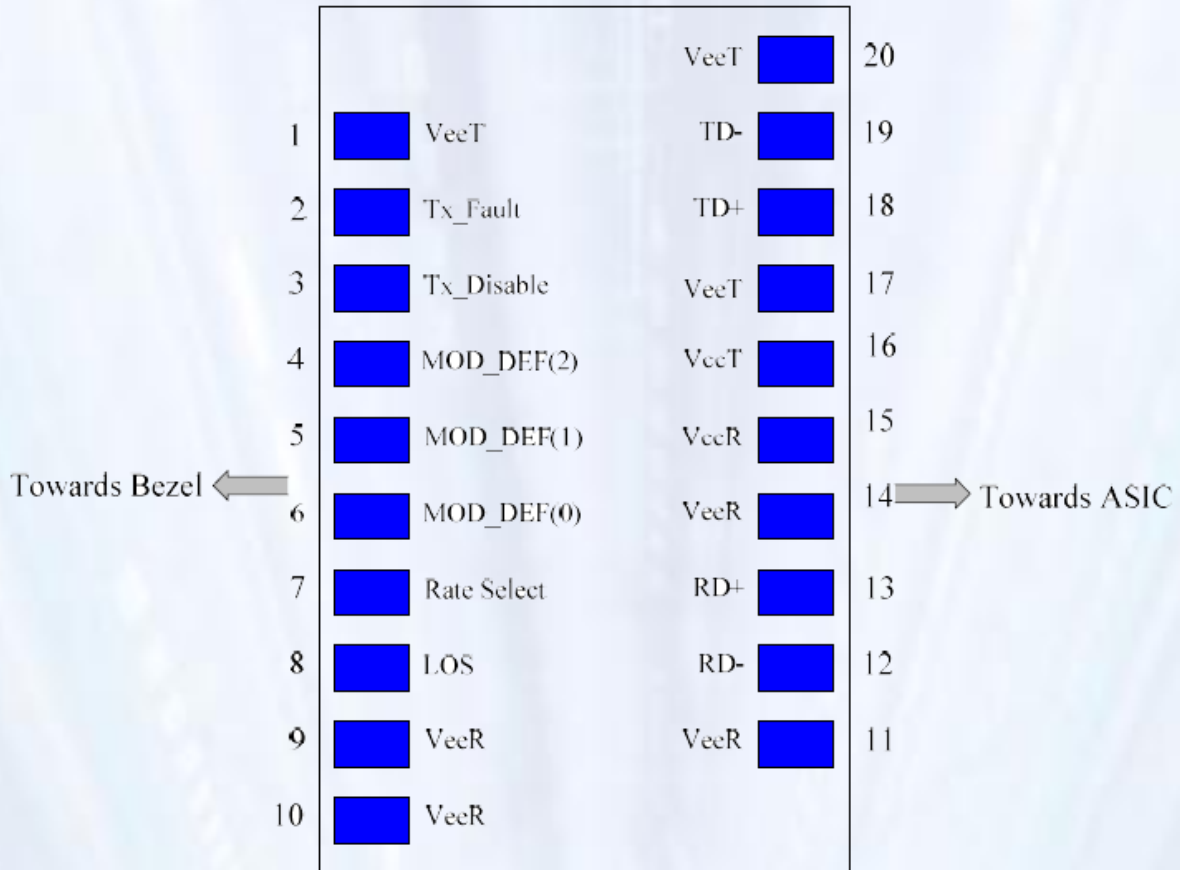 VeeT 20
1 VeeT TD- 19
2 Tx_Fault TD+ 18
3 Tx_Disable VeeT 17
4 MOD_DEF(2) VccT 16
5 MOD_DEF(1) VccR 15
Towards Bezel Towards ASIC
6 MOD_DEF(0) VeeR 14
7 Rate Select RD+ 13
8 LOS RD- 12
9 VeeR VeeR 11
10 VeeR